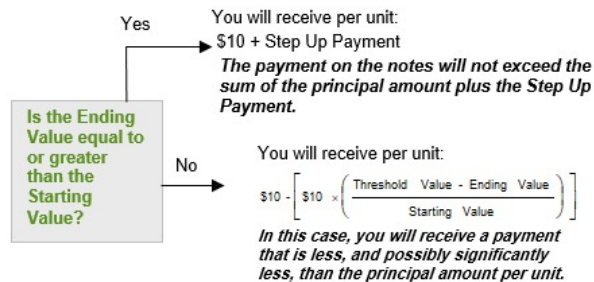 Yes
You will receive per unit:
$10 + Step Up Payment
The payment on the notes will not exceed the
sum of the principal amount plus the Step Up
Payment.
Is the Ending
Value equal to
or greater
than the
Starting
Value?
No
You will receive per unit:
$10 - [ $10 × ( Threshold Value - Ending Value
Starting Value ) ]
In this case, you will receive a payment
that is less, and possibly significantly
less, than the principal amount per unit.